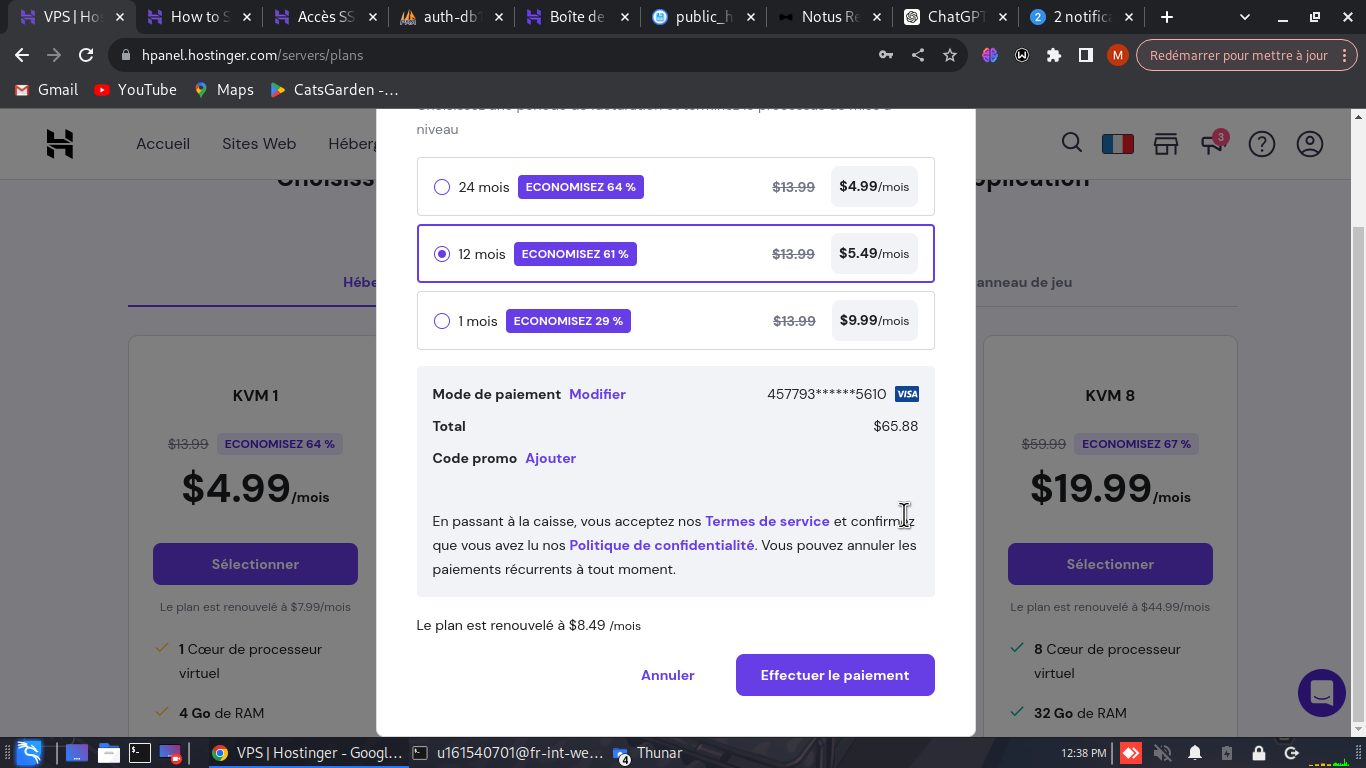 VPS | Hos
How to S
Accès SS
auth-db1
Boîte de
public_h
Notus Re
ChatGPT
2 notifica
hpanel.hostinger.com/servers/plans
M
Redémarrer pour mettre à jour
Gmail
YouTube
Maps
CatsGarden -...
niveau
Accueil
Sites Web
Héberg
3
Choisiss
plication
24 mois ECONOMISEZ 64 % $13.99 $4.99/mois
12 mois ECONOMISEZ 61 % $13.99 $5.49/mois
Hébe
anneau de jeu
1 mois ECONOMISEZ 29 % $13.99 $9.99/mois
Mode de paiement Modifier 457793******5610 VISA
Total $65.88
Code promo Ajouter
En passant à la caisse, vous acceptez nos Termes de service et confirmez
que vous avez lu nos Politique de confidentialité. Vous pouvez annuler les
paiements récurrents à tout moment.
Le plan est renouvelé à $8.49 /mois
Annuler
Effectuer le paiement
KVM 1
$13.99 ECONOMISEZ 64 %
$4.99/mois
Sélectionner
Le plan est renouvelé à $7.99/mois
1 Cœur de processeur
virtuel
4 Go de RAM
KVM 8
$59.99 ECONOMISEZ 67 %
$19.99/mois
Sélectionner
Le plan est renouvelé à $44.99/mois
8 Cœur de processeur
virtuel
32 Go de RAM
VPS | Hostinger - Googl...
u161540701@fr-int-we...
4
Thunar
12:38 PM